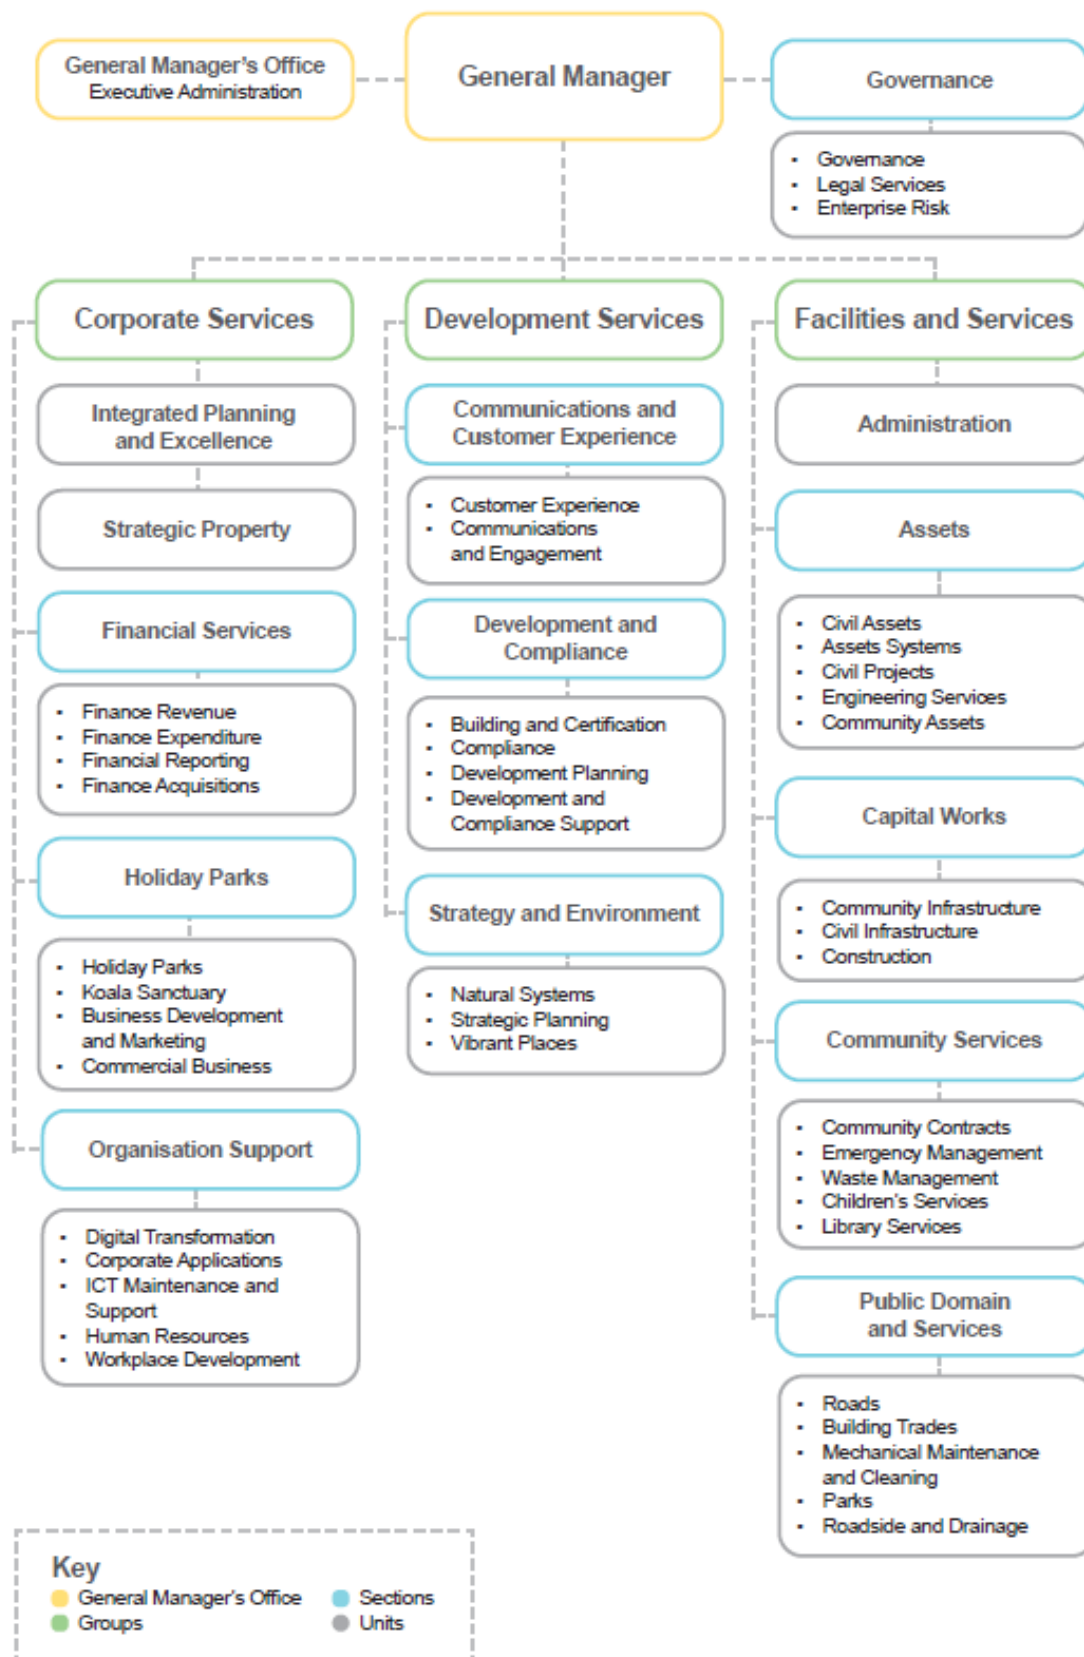 General Manager's Office
Executive Administration
General Manager
Governance
• Governance
• Legal Services
• Enterprise Risk
Corporate Services
Integrated Planning
and Excellence
Strategic Property
Financial Services
• Finance Revenue
• Finance Expenditure
• Financial Reporting
• Finance Acquisitions
Holiday Parks
• Holiday Parks
• Koala Sanctuary
• Business Development
and Marketing
• Commercial Business
Organisation Support
• Digital Transformation
• Corporate Applications
• ICT Maintenance and
Support
• Human Resources
• Workplace Development
Development Services
Communications and
Customer Experience
• Customer Experience
• Communications
and Engagement
Development and
Compliance
• Building and Certification
• Compliance
• Development Planning
• Development and
Compliance Support
Strategy and Environment
• Natural Systems
• Strategic Planning
• Vibrant Places
Facilities and Services
Administration
Assets
• Civil Assets
• Assets Systems
• Civil Projects
• Engineering Services
• Community Assets
Capital Works
• Community Infrastructure
• Civil Infrastructure
• Construction
Community Services
• Community Contracts
• Emergency Management
• Waste Management
• Children's Services
• Library Services
Public Domain
and Services
• Roads
• Building Trades
• Mechanical Maintenance
and Cleaning
• Parks
• Roadside and Drainage
Key
General Manager's Office
Groups
Sections
Units